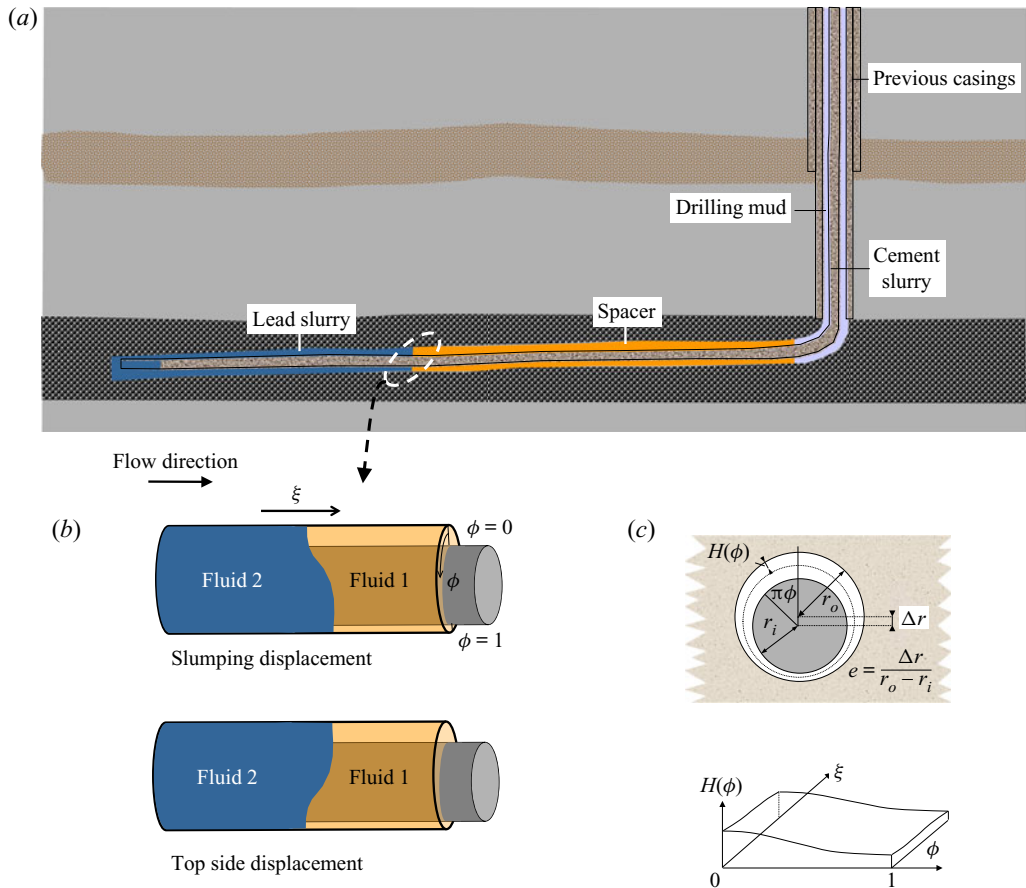 (a)
Previous casings
Drilling mud
Cement
slurry
Lead slurry
Spacer
Flow direction
(b)
ξ
ϕ = 0
Fluid 2
Fluid 1
ϕ
ϕ = 1
Slumping displacement
Fluid 2
Fluid 1
Top side displacement
(c)
H(ϕ)
πϕ
r_o
r_i
Δr
e = Δr / (r_o − r_i)
H(ϕ)
ξ
ϕ
0
1